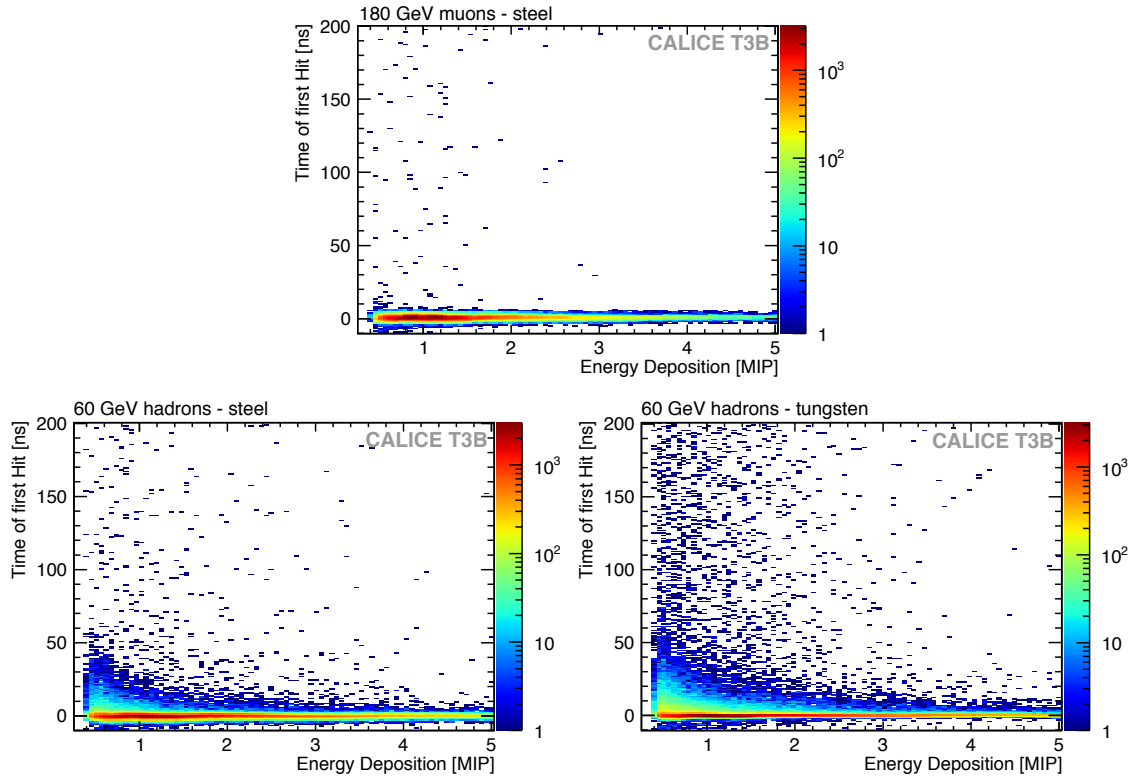 180 GeV muons - steel
CALICE T3B
Time of first Hit [ns]
200
150
100
50
0
1 2 3 4 5
Energy Deposition [MIP]
10³
10²
10
1
60 GeV hadrons - steel
CALICE T3B
Time of first Hit [ns]
200
150
100
50
0
1 2 3 4 5
Energy Deposition [MIP]
10³
10²
10
1
60 GeV hadrons - tungsten
CALICE T3B
Time of first Hit [ns]
200
150
100
50
0
1 2 3 4 5
Energy Deposition [MIP]
10³
10²
10
1